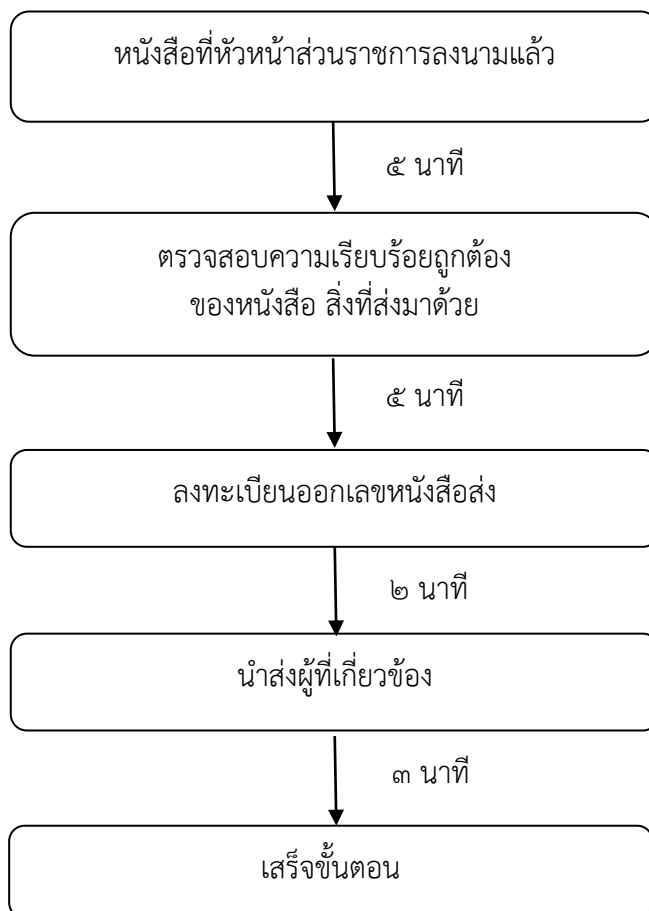 หนังสือที่หัวหน้าส่วนราชการลงนามแล้ว
๕ นาที
ตรวจสอบความเรียบร้อยถูกต้อง
ของหนังสือ สิ่งที่ส่งมาด้วย
๕ นาที
ลงทะเบียนออกเลขหนังสือส่ง
๒ นาที
นำส่งผู้ที่เกี่ยวข้อง
๓ นาที
เสร็จขั้นตอน